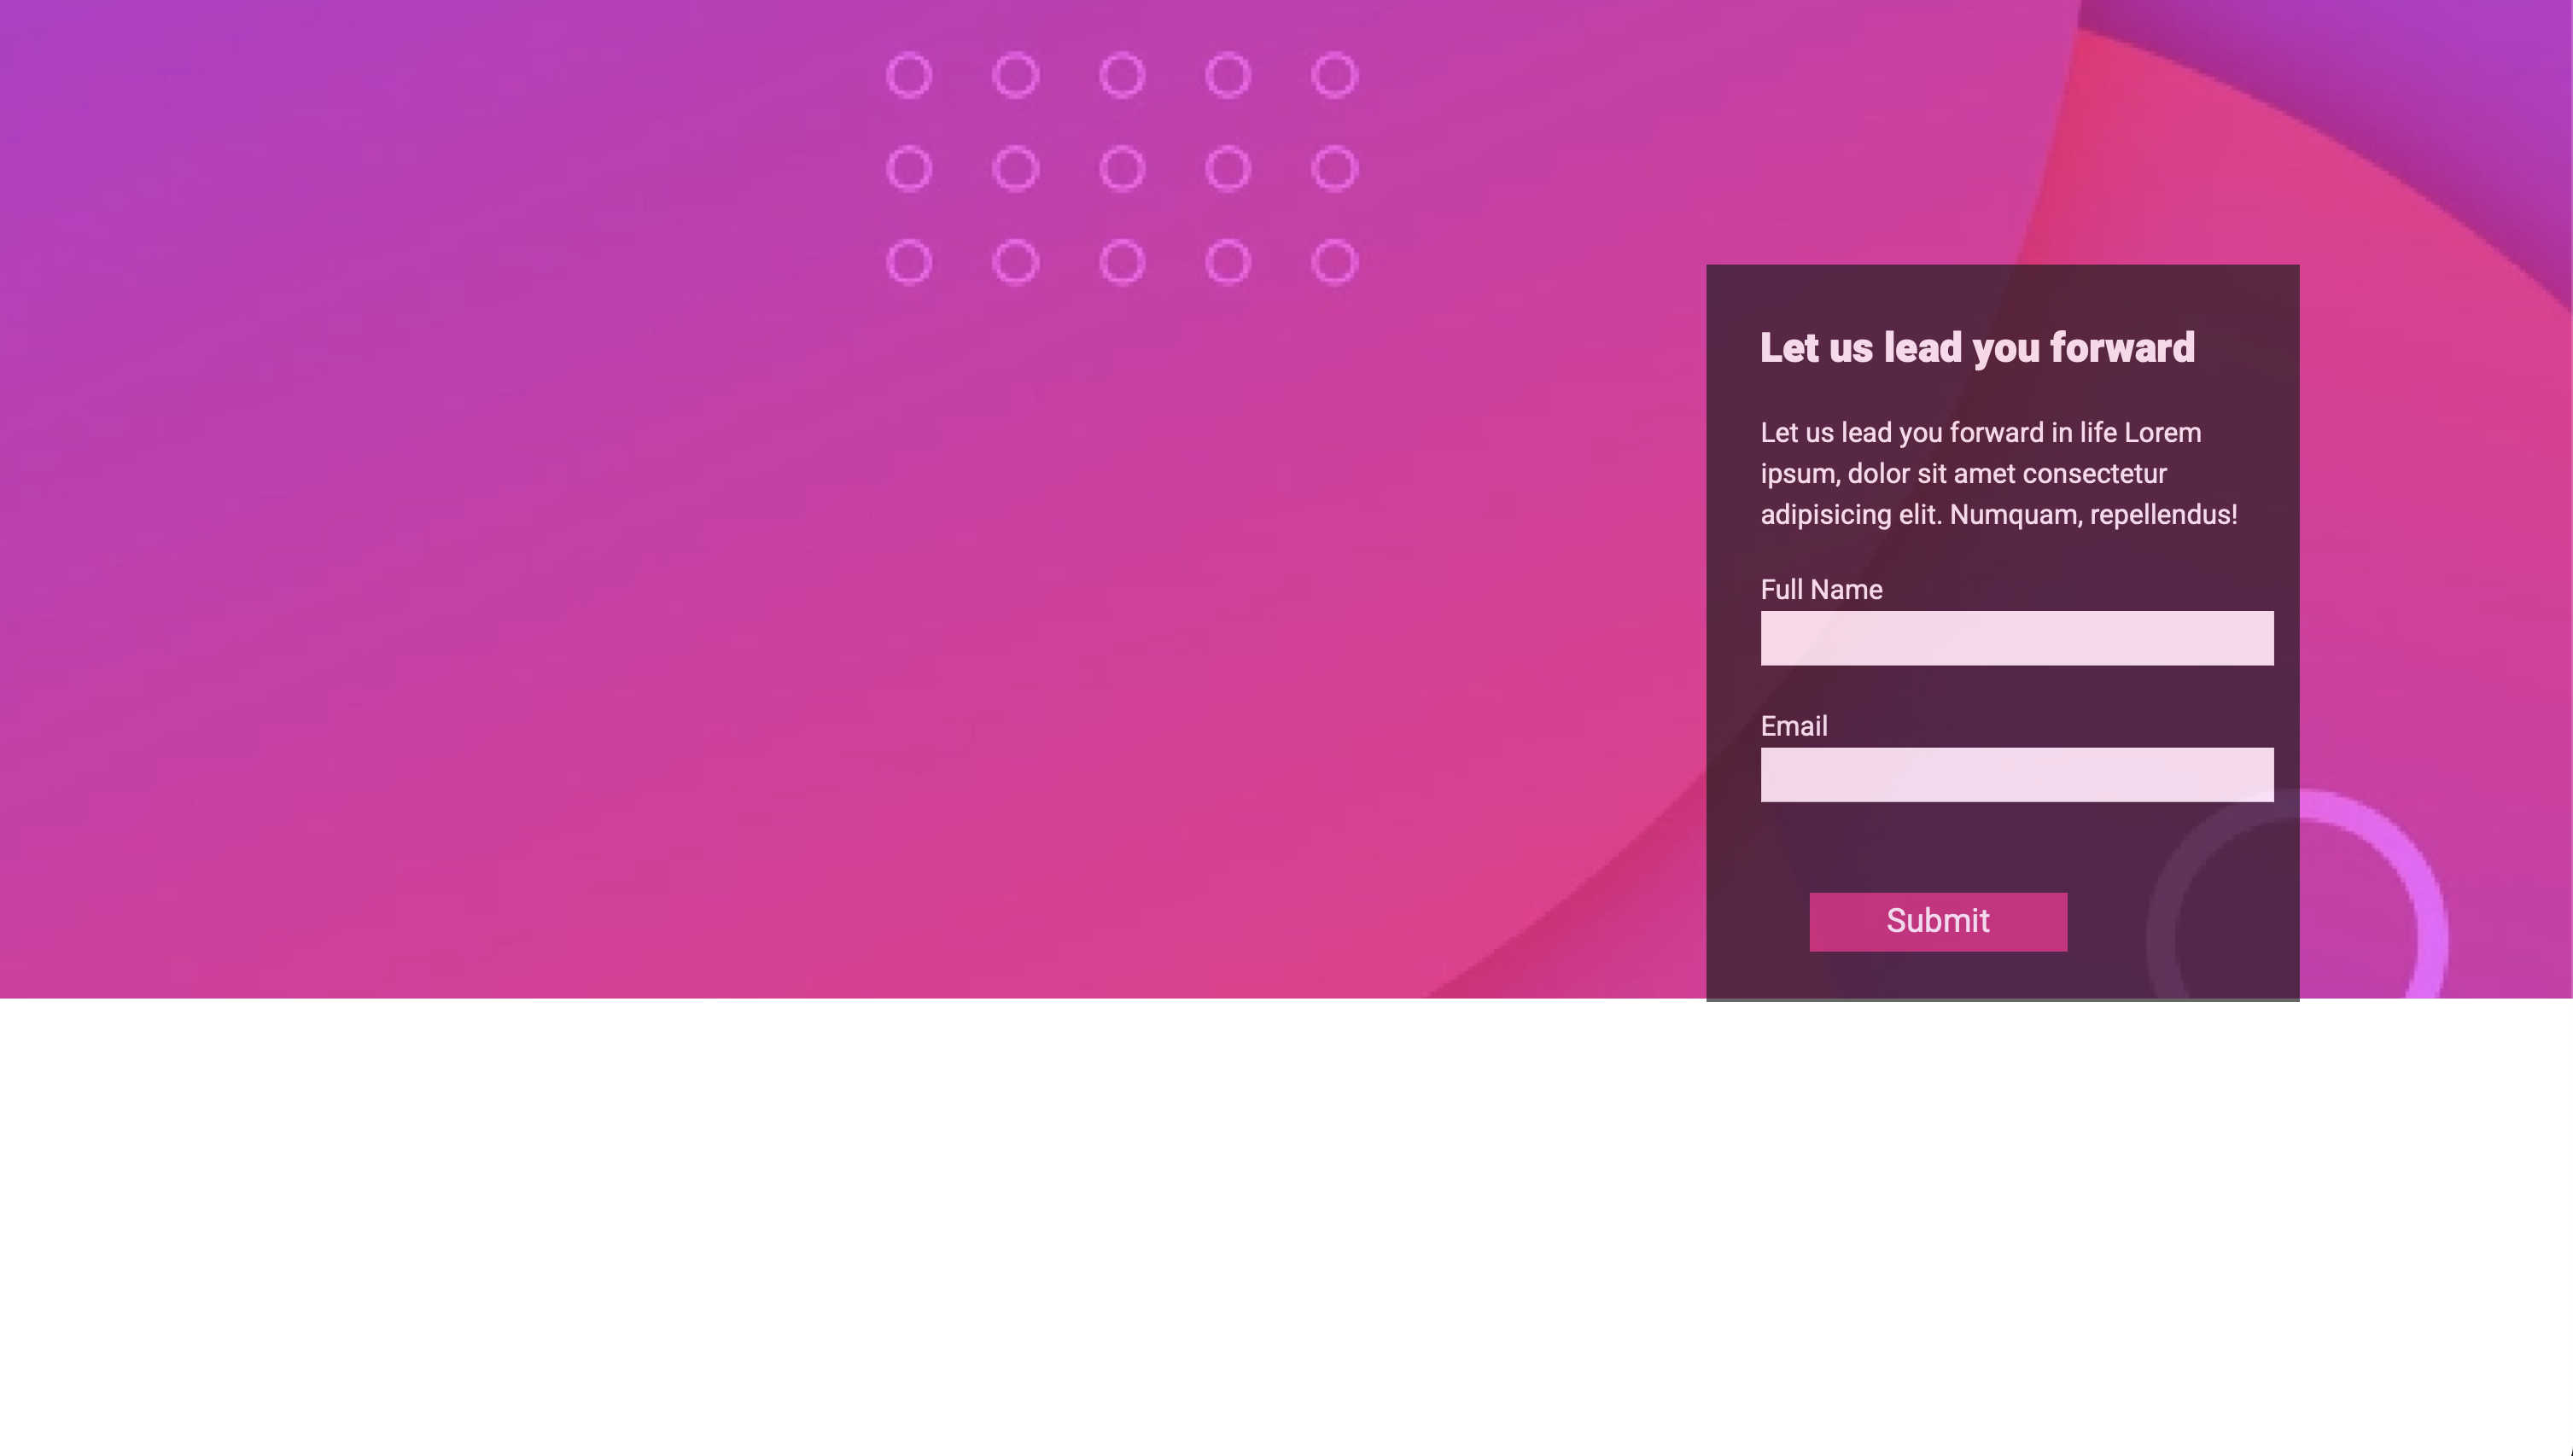 Let us lead you forward
Let us lead you forward in life Lorem
ipsum, dolor sit amet consectetur
adipisicing elit. Numquam, repellendus!
Full Name
Email
Submit